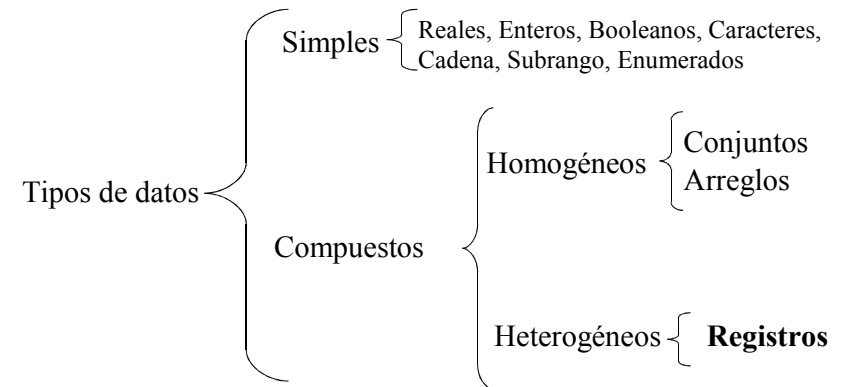 Tipos de datos
Simples
Reales, Enteros, Booleanos, Caracteres,
Cadena, Subrango, Enumerados
Compuestos
Homogéneos
Conjuntos
Arreglos
Heterogéneos
Registros